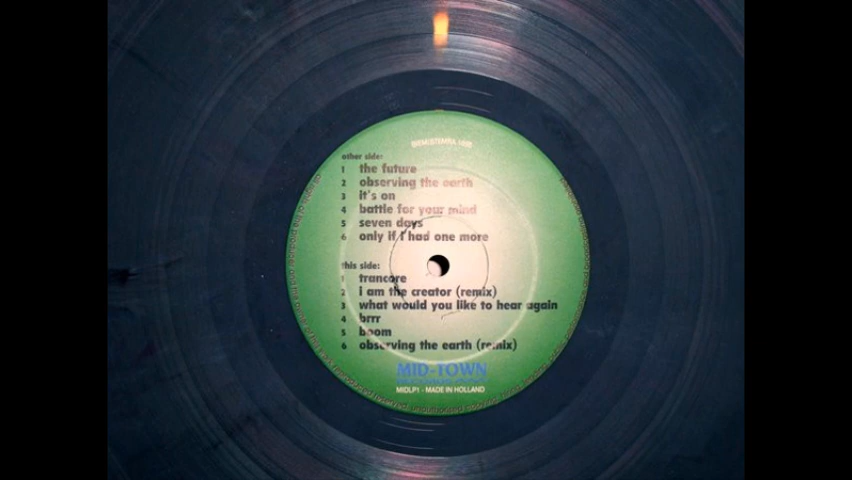 other side:
1 the future
2 observing the earth
3 it's on
4 battle for your mind
5 seven days
6 only if i had one more
this side:
1 trancore
2 i am the creator (remix)
3 what would you like to hear again
4 brrr
5 boom
6 observing the earth (remix)
MID-TOWN
MIDLP1 - MADE IN HOLLAND